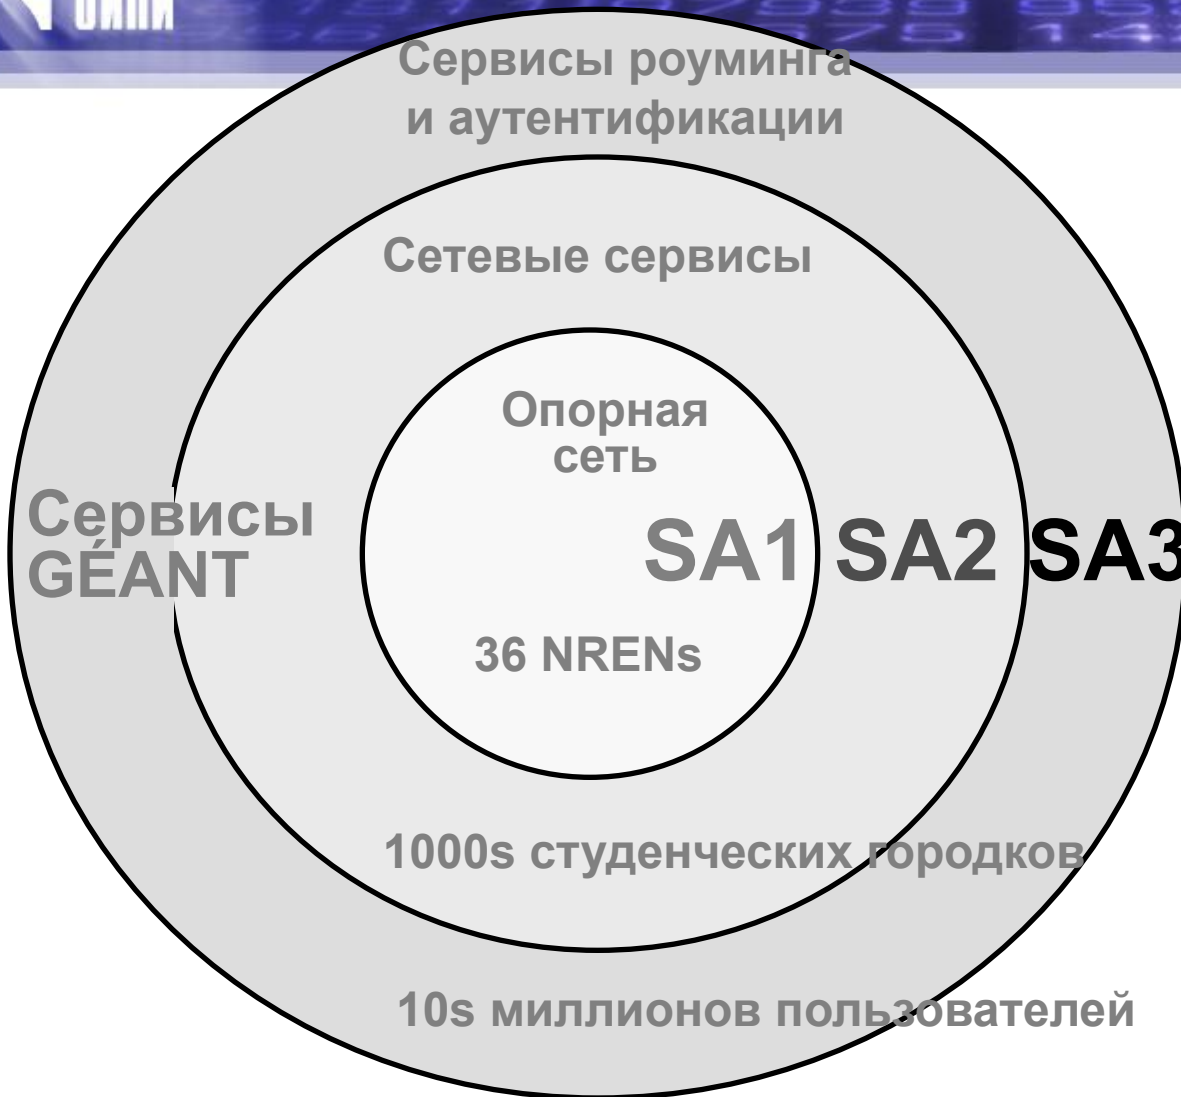 ОИПИ
Сервисы роуминга
и аутентификации
Сетевые сервисы
Опорная
сеть
Сервисы
GÉANT
SA1 SA2 SA3
36 NRENs
1000s студенческих городков
10s миллионов пользователей